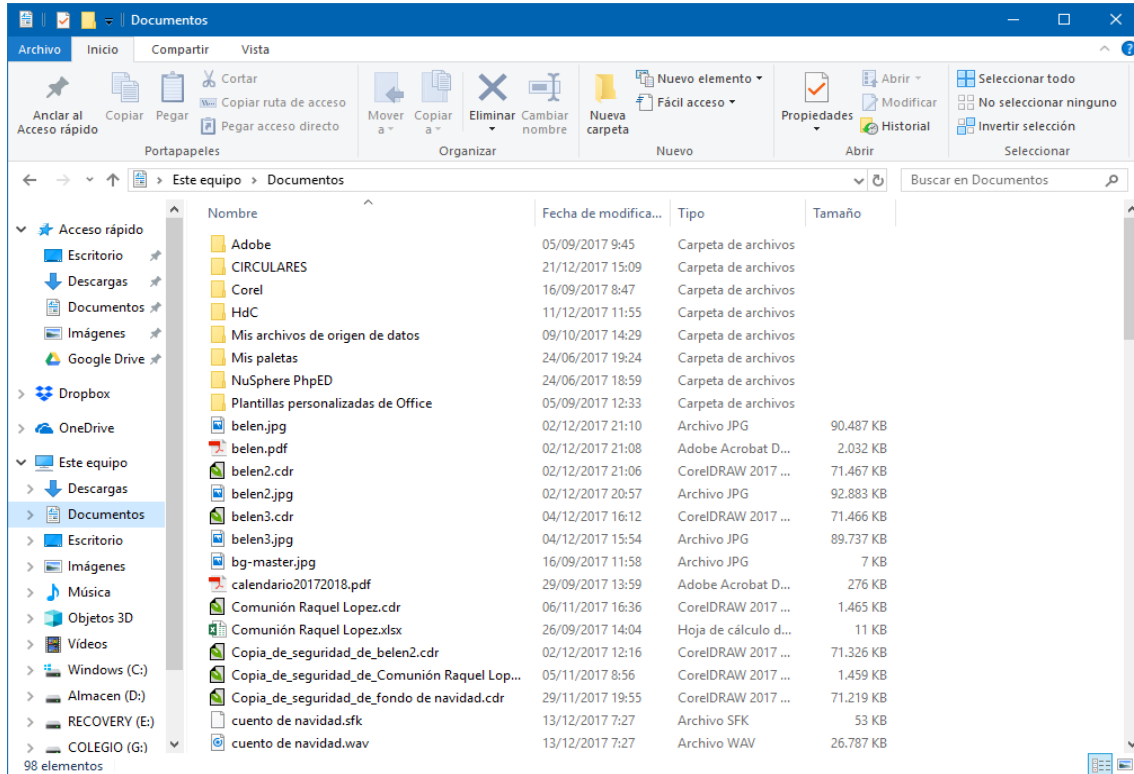 Documentos
Archivo Inicio Compartir Vista
Anclar al Acceso rápido
Copiar
Pegar
Cortar
Copiar ruta de acceso
Pegar acceso directo
Portapapeles
Mover a
Copiar a
Eliminar
Cambiar nombre
Organizar
Nueva carpeta
Nuevo elemento
Fácil acceso
Nuevo
Propiedades
Abrir
Modificar
Historial
Abrir
Seleccionar todo
No seleccionar ninguno
Invertir selección
Seleccionar
Este equipo > Documentos
Buscar en Documentos
Acceso rápido
Escritorio
Descargas
Documentos
Imágenes
Google Drive
Dropbox
OneDrive
Este equipo
Descargas
Documentos
Escritorio
Imágenes
Música
Objetos 3D
Vídeos
Windows (C:)
Almacen (D:)
RECOVERY (E:)
COLEGIO (G:)
Nombre Fecha de modifica... Tipo Tamaño
Adobe 05/09/2017 9:45 Carpeta de archivos
CIRCULARES 21/12/2017 15:09 Carpeta de archivos
Corel 16/09/2017 8:47 Carpeta de archivos
HdC 11/12/2017 11:55 Carpeta de archivos
Mis archivos de origen de datos 09/10/2017 14:29 Carpeta de archivos
Mis paletas 24/06/2017 19:24 Carpeta de archivos
NuSphere PhpED 24/06/2017 18:59 Carpeta de archivos
Plantillas personalizadas de Office 05/09/2017 12:33 Carpeta de archivos
belen.jpg 02/12/2017 21:10 Archivo JPG 90.487 KB
belen.pdf 02/12/2017 21:08 Adobe Acrobat D... 2.032 KB
belen2.cdr 02/12/2017 21:06 CorelDRAW 2017 ... 71.467 KB
belen2.jpg 02/12/2017 20:57 Archivo JPG 92.883 KB
belen3.cdr 04/12/2017 16:12 CorelDRAW 2017 ... 71.466 KB
belen3.jpg 04/12/2017 15:54 Archivo JPG 89.737 KB
bg-master.jpg 16/09/2017 11:58 Archivo JPG 7 KB
calendario20172018.pdf 29/09/2017 13:59 Adobe Acrobat D... 276 KB
Comunión Raquel Lopez.cdr 06/11/2017 16:36 CorelDRAW 2017 ... 1.465 KB
Comunión Raquel Lopez.xlsx 26/09/2017 14:04 Hoja de cálculo d... 11 KB
Copia_de_seguridad_de_belen2.cdr 02/12/2017 12:16 CorelDRAW 2017 ... 71.326 KB
Copia_de_seguridad_de_Comunión Raquel Lop... 05/11/2017 8:56 CorelDRAW 2017 ... 1.459 KB
Copia_de_seguridad_de_fondo de navidad.cdr 29/11/2017 19:55 CorelDRAW 2017 ... 71.219 KB
cuento de navidad.sfk 13/12/2017 7:27 Archivo SFK 53 KB
cuento de navidad.wav 13/12/2017 7:27 Archivo WAV 26.787 KB
98 elementos